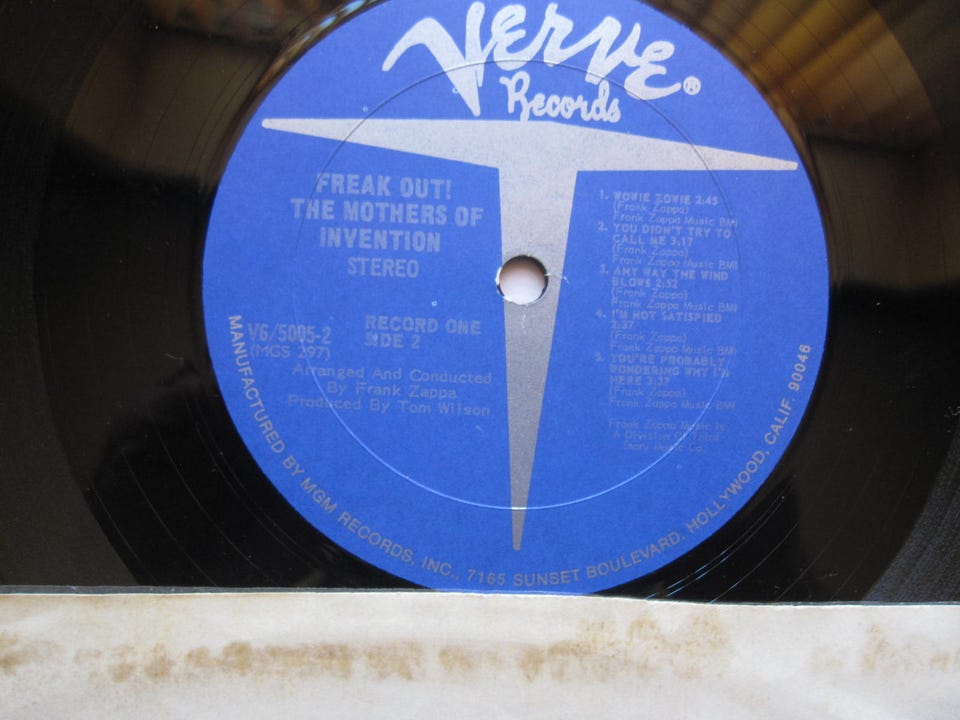 Verve®
Records
FREAK OUT!
THE MOTHERS OF
INVENTION
STEREO
V6/5005-2
(MGS 297)
RECORD ONE
SIDE 2
Arranged And Conducted
By Frank Zappa
Produced By Tom Wilson
1. WOWIE ZOWIE 2:45
(Frank Zappa)
Frank Zappa Music BMI
2. YOU DIDN'T TRY TO
CALL ME 3:17
(Frank Zappa)
Frank Zappa Music BMI
3. ANY WAY THE WIND
BLOWS 2:52
(Frank Zappa)
Frank Zappa Music BMI
4. I'M NOT SATISFIED
2:37
(Frank Zappa)
Frank Zappa Music BMI
5. YOU'RE PROBABLY
WONDERING WHY I'M
HERE 3:37
(Frank Zappa)
Frank Zappa Music BMI
Frank Zappa Music is
A Division Of Third
Story Music Co.
MANUFACTURED BY MGM RECORDS, INC., 7165 SUNSET BOULEVARD, HOLLYWOOD, CALIF. 90046